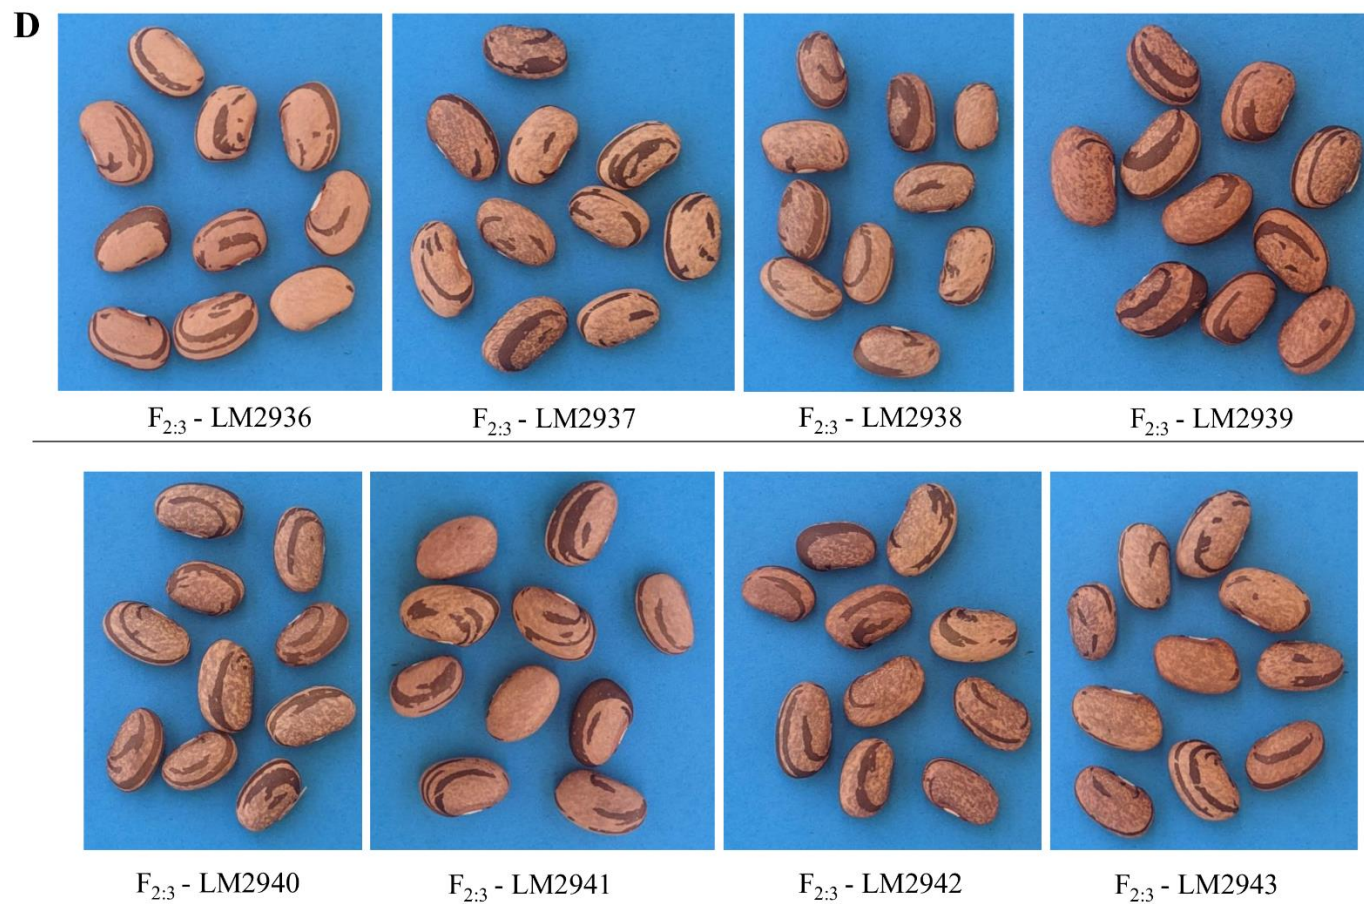 D
F2:3 - LM2936
F2:3 - LM2937
F2:3 - LM2938
F2:3 - LM2939
F2:3 - LM2940
F2:3 - LM2941
F2:3 - LM2942
F2:3 - LM2943